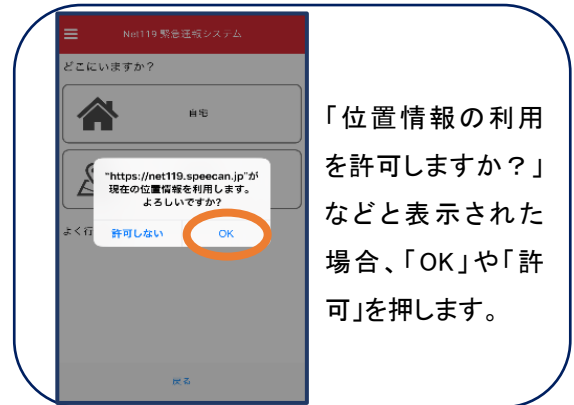 Net119 緊急通報システム
どこにいますか？
自宅
"https://net119.speecan.jp"が
現在の位置情報を利用します。
よろしいですか?
許可しない
OK
よく行
戻る
「位置情報の利用
を許可しますか？」
などと表示された
場合、「OK」や「許
可」を押します。